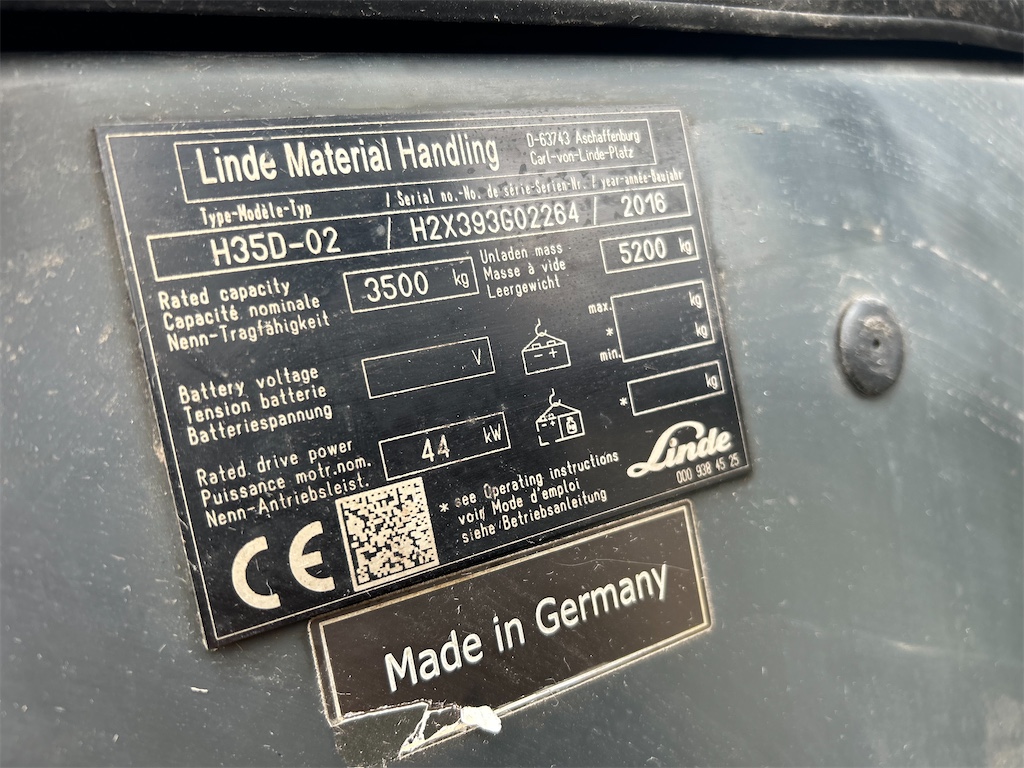 Linde Material Handling
D-63743 Aschaffenburg
Carl-von-Linde-Platz
Type-Modèle-Typ / Serial no.-No. de série-Serien-Nr. / year-année-Baujahr
H35D-02 / H2X393G02264 / 2016
Rated capacity
Capacité nominale
Nenn-Tragfähigkeit
3500 kg
Unladen mass
Masse à vide
Leergewicht
5200 kg
Battery voltage
Tension batterie
Batteriespannung
V
- +
max. kg
* kg
min.
Rated drive power
Puissance motr.nom.
Nenn-Antriebsleist.
44 kW
- +
* kg
* see Operating instructions
voir Mode d'emploi
siehe Betriebsanleitung
Linde
000 938 45 25
CE
Made in Germany